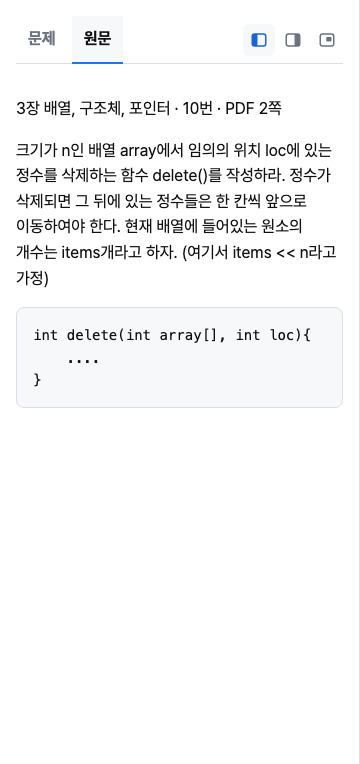 문제 원문
3장 배열, 구조체, 포인터 · 10번 · PDF 2쪽
크기가 n인 배열 array에서 임의의 위치 loc에 있는
정수를 삭제하는 함수 delete()를 작성하라. 정수가
삭제되면 그 뒤에 있는 정수들은 한 칸씩 앞으로
이동하여야 한다. 현재 배열에 들어있는 원소의
개수는 items개라고 하자. (여기서 items << n라고
가정)
int delete(int array[], int loc){
    ....
}